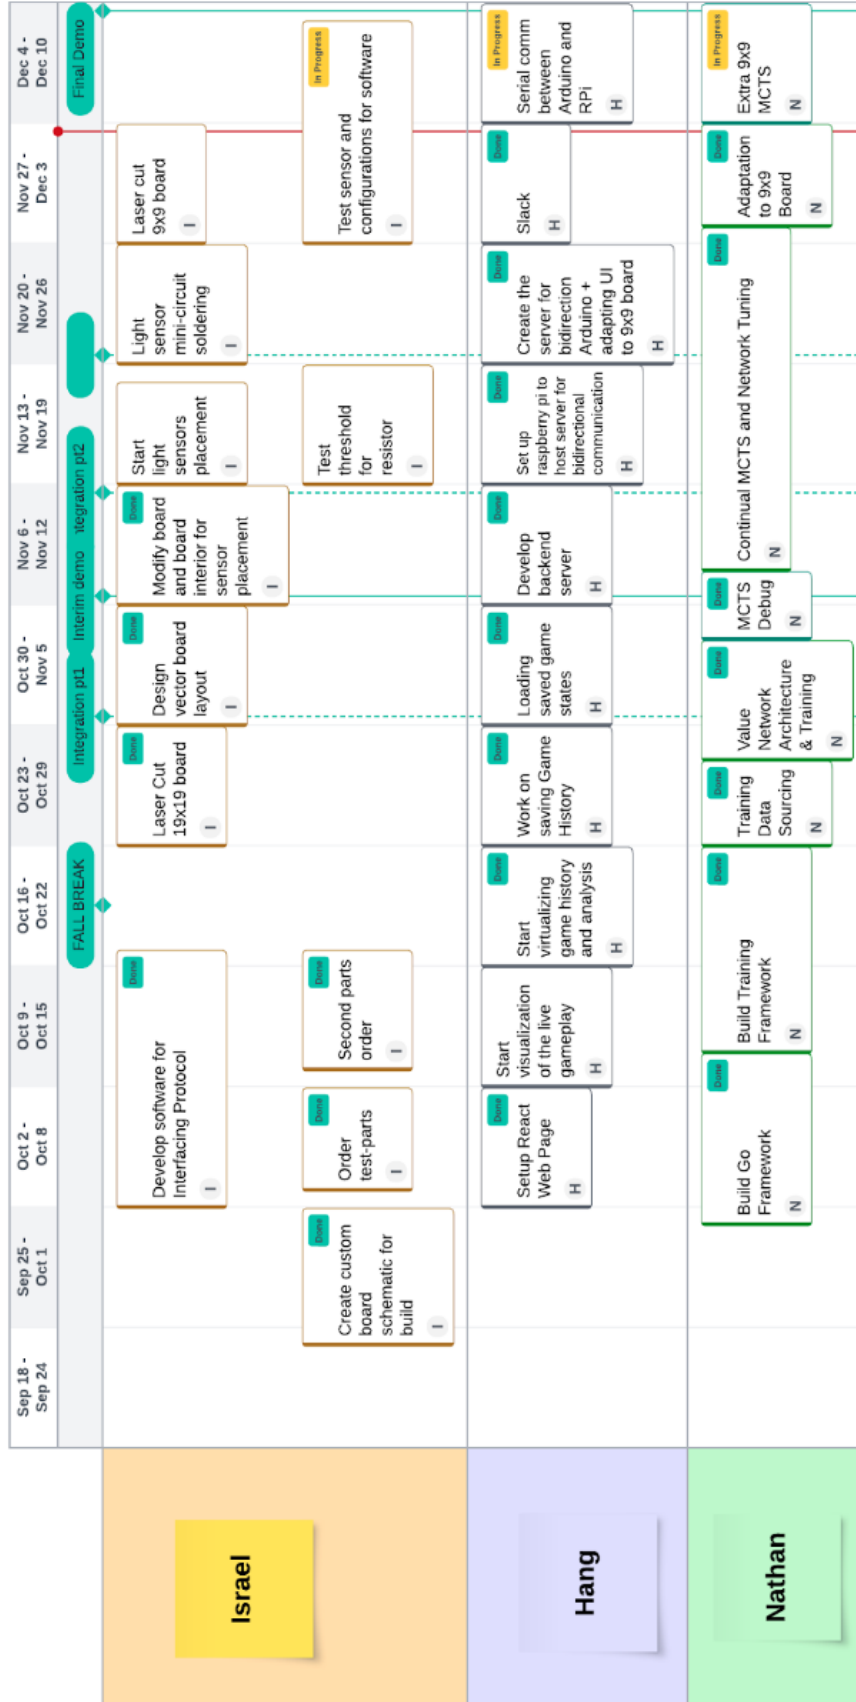 Sep 18 -
Sep 24
Sep 25 -
Oct 1
Oct 2 -
Oct 8
Oct 9 -
Oct 15
Oct 16 -
Oct 22
Oct 23 -
Oct 29
Oct 30 -
Nov 5
Nov 6 -
Nov 12
Nov 13 -
Nov 19
Nov 20 -
Nov 26
Nov 27 -
Dec 3
Dec 4 -
Dec 10
FALL BREAK
Integration pt1
Interim demo
tegration pt2
Final Demo
Israel
Develop software for
Interfacing Protocol
I
Done
Laser Cut
19x19 board
I
Done
Design
vector board
layout
I
Done
Modify board
and board
interior for
sensor
placement
I
Done
Start
light
sensors
placement
I
Light
sensor
mini-circuit
soldering
I
Laser cut
9x9 board
I
Create custom
board
schematic for
build
I
Done
Order
test-parts
I
Done
Second parts
order
I
Done
Test
threshold
for
resistor
I
Test sensor and
configurations for software
I
In Progress
Hang
Setup React
Web Page
H
Done
Start
visualization
of the live
gameplay
H
Start
virtualizing
game history
and analysis
H
Done
Work on
saving Game
History
H
Done
Loading
saved game
states
H
Done
Develop
backend
server
H
Done
Set up
raspberry pi to
host server for
bidirectional
communication
H
Done
Create the
server for
bidirection
Arduino +
adapting UI
to 9x9 board
H
Done
Slack
H
Done
Serial comm
between
Arduino and
RPi
H
In Progress
Nathan
Build Go
Framework
N
Done
Build Training
Framework
N
Done
Training
Data
Sourcing
N
Done
Value
Network
Architecture
& Training
N
Done
MCTS
Debug
N
Done
Continual MCTS and Network Tuning
N
Done
Adaptation
to 9x9
Board
N
Done
Extra 9x9
MCTS
N
In Progress